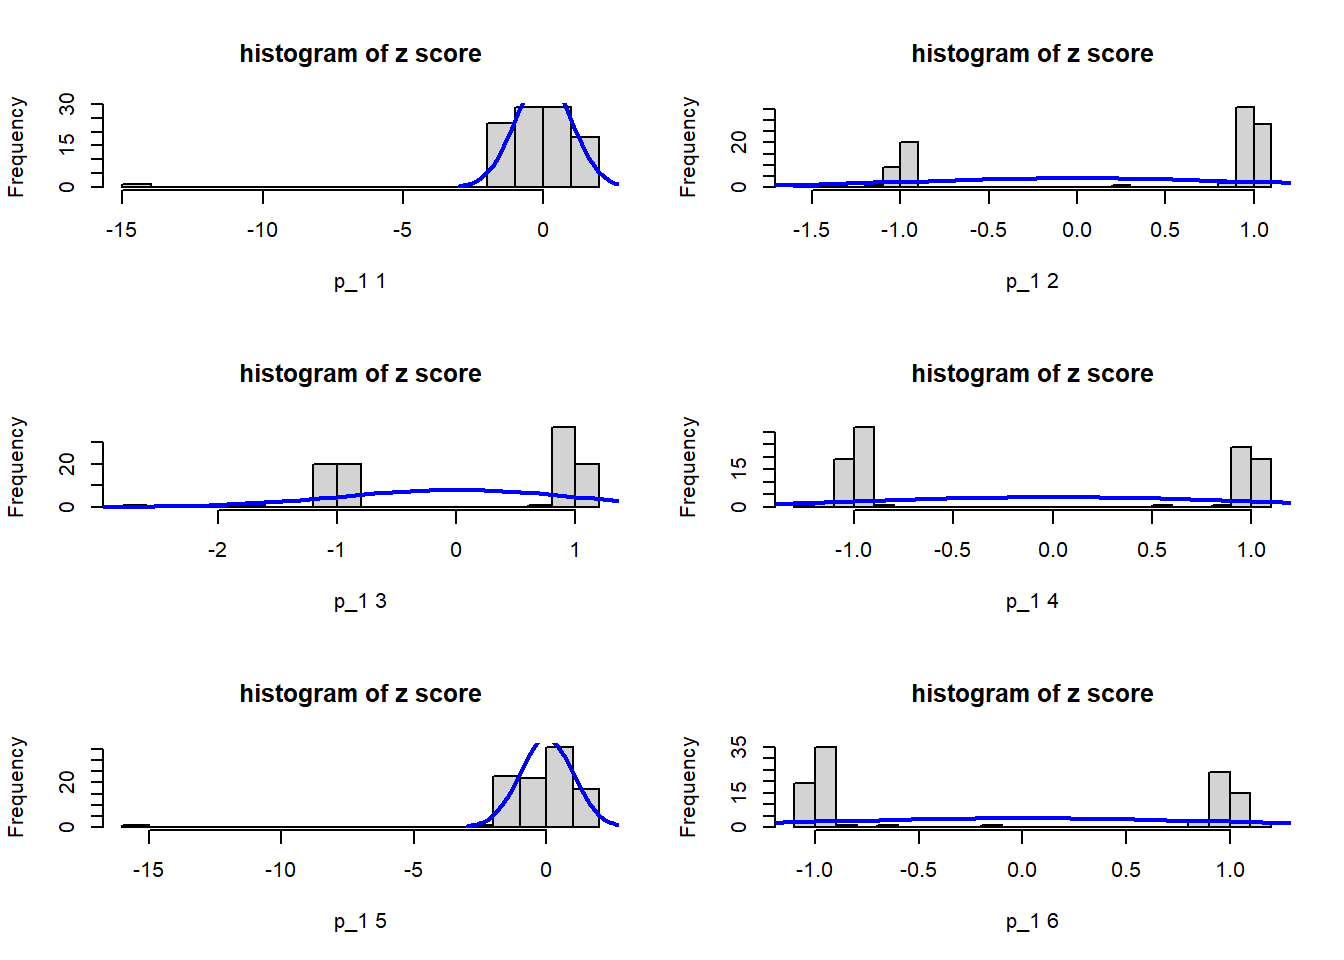 histogram of z score
Frequency
0 15 30
-15 -10 -5 0
p_1 1
histogram of z score
Frequency
0 20
-1.5 -1.0 -0.5 0.0 0.5 1.0
p_1 2
histogram of z score
Frequency
0 20
-2 -1 0 1
p_1 3
histogram of z score
Frequency
0 15
-1.0 -0.5 0.0 0.5 1.0
p_1 4
histogram of z score
Frequency
0 20
-15 -10 -5 0
p_1 5
histogram of z score
Frequency
0 15 35
-1.0 -0.5 0.0 0.5 1.0
p_1 6